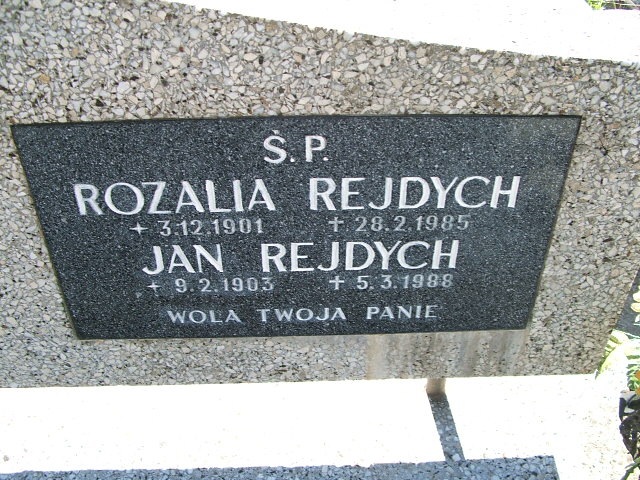 Ś.P.
ROZALIA REJDYCH
+ 3.12.1901 + 28.2.1985
JAN REJDYCH
+ 9.2.1903 + 5.3.1988
WOLA TWOJA PANIE